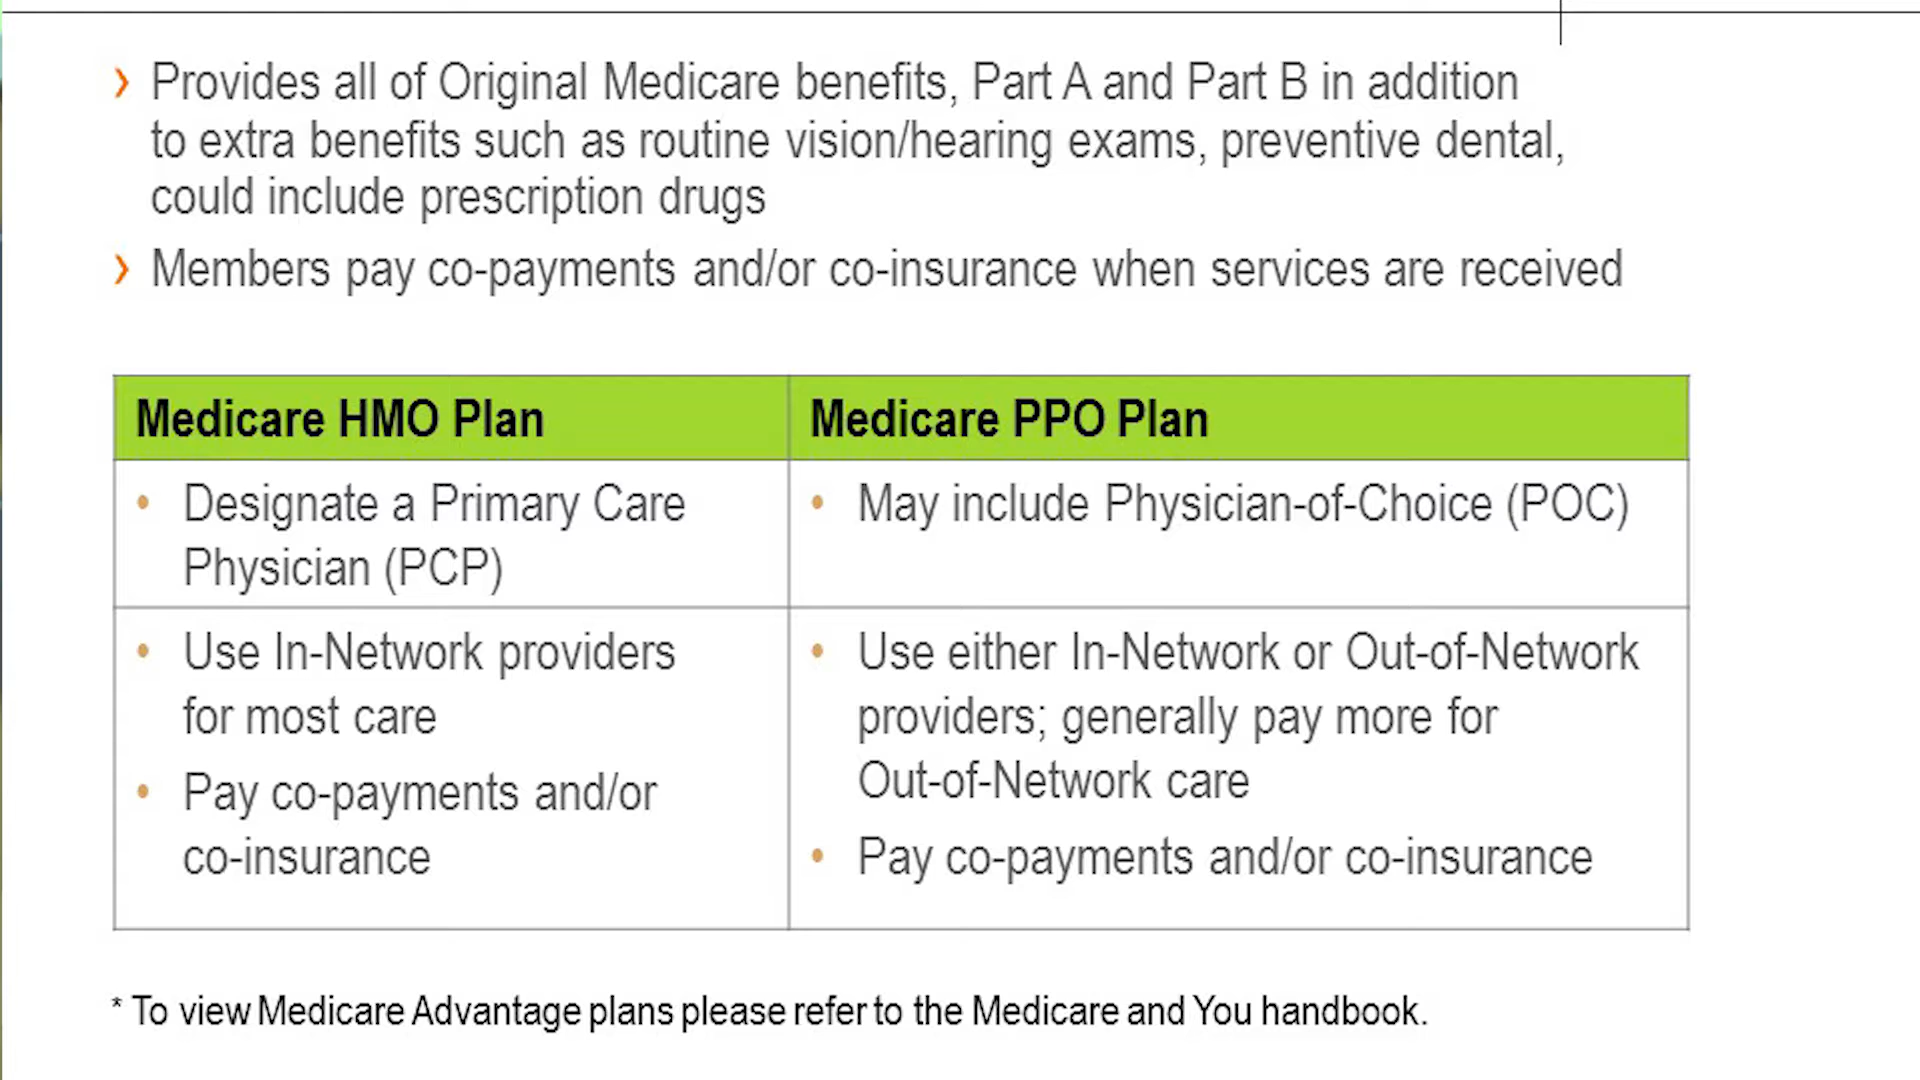 › Provides all of Original Medicare benefits, Part A and Part B in addition
to extra benefits such as routine vision/hearing exams, preventive dental,
could include prescription drugs
› Members pay co-payments and/or co-insurance when services are received
Medicare HMO Plan
Medicare PPO Plan
• Designate a Primary Care
Physician (PCP)
• May include Physician-of-Choice (POC)
• Use In-Network providers
for most care
• Pay co-payments and/or
co-insurance
• Use either In-Network or Out-of-Network
providers; generally pay more for
Out-of-Network care
• Pay co-payments and/or co-insurance
* To view Medicare Advantage plans please refer to the Medicare and You handbook.